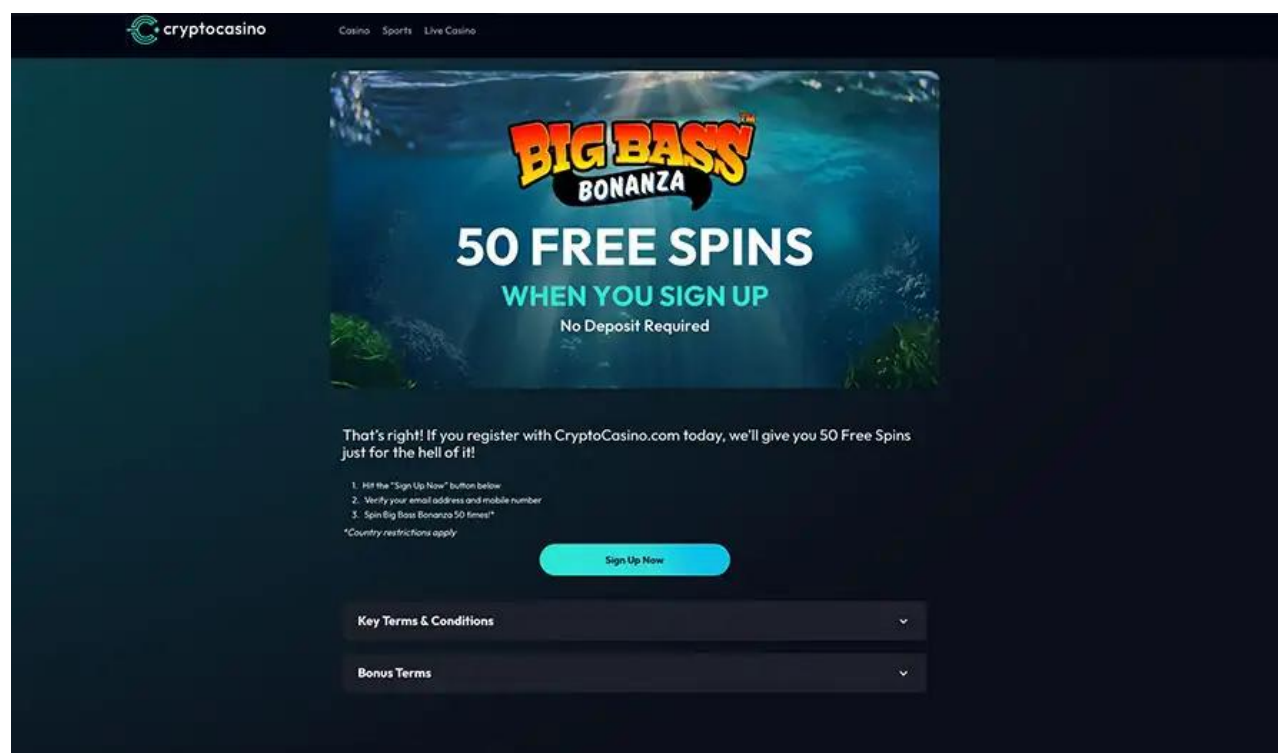 cryptocasino
Casino Sports Live Casino
BIG BASS™
BONANZA
50 FREE SPINS
WHEN YOU SIGN UP
No Deposit Required
That's right! If you register with CryptoCasino.com today, we'll give you 50 Free Spins
just for the hell of it!
1. Hit the "Sign Up Now" button below
2. Verify your email address and mobile number
3. Spin Big Bass Bonanza 50 times!*
*Country restrictions apply
Sign Up Now
Key Terms & Conditions
Bonus Terms